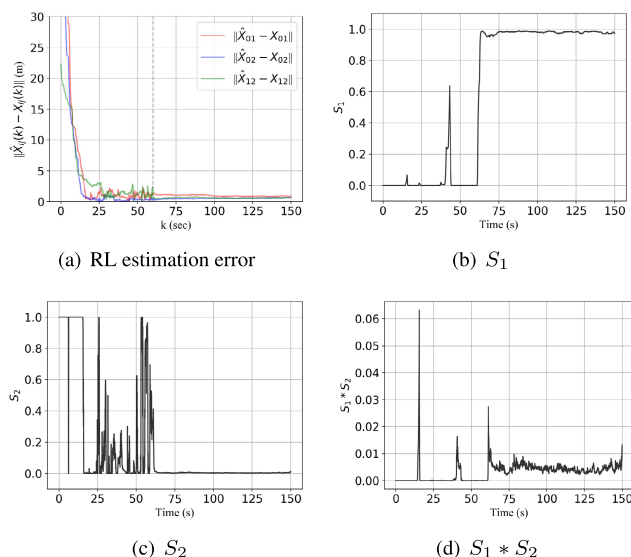 30
25
20
15
10
5
0
‖X̂ij(k) − Xij(k)‖ (m)
‖X̂01 − X01‖
‖X̂02 − X02‖
‖X̂12 − X12‖
0 25 50 75 100 125 150
k (sec)
(a) RL estimation error
1.0
0.8
0.6
0.4
0.2
0.0
S1
0 25 50 75 100 125 150
Time (s)
(b) S1
1.0
0.8
0.6
0.4
0.2
0.0
S2
0 25 50 75 100 125 150
Time (s)
(c) S2
0.06
0.05
0.04
0.03
0.02
0.01
0.00
S1 * S2
0 25 50 75 100 125 150
Time (s)
(d) S1 * S2